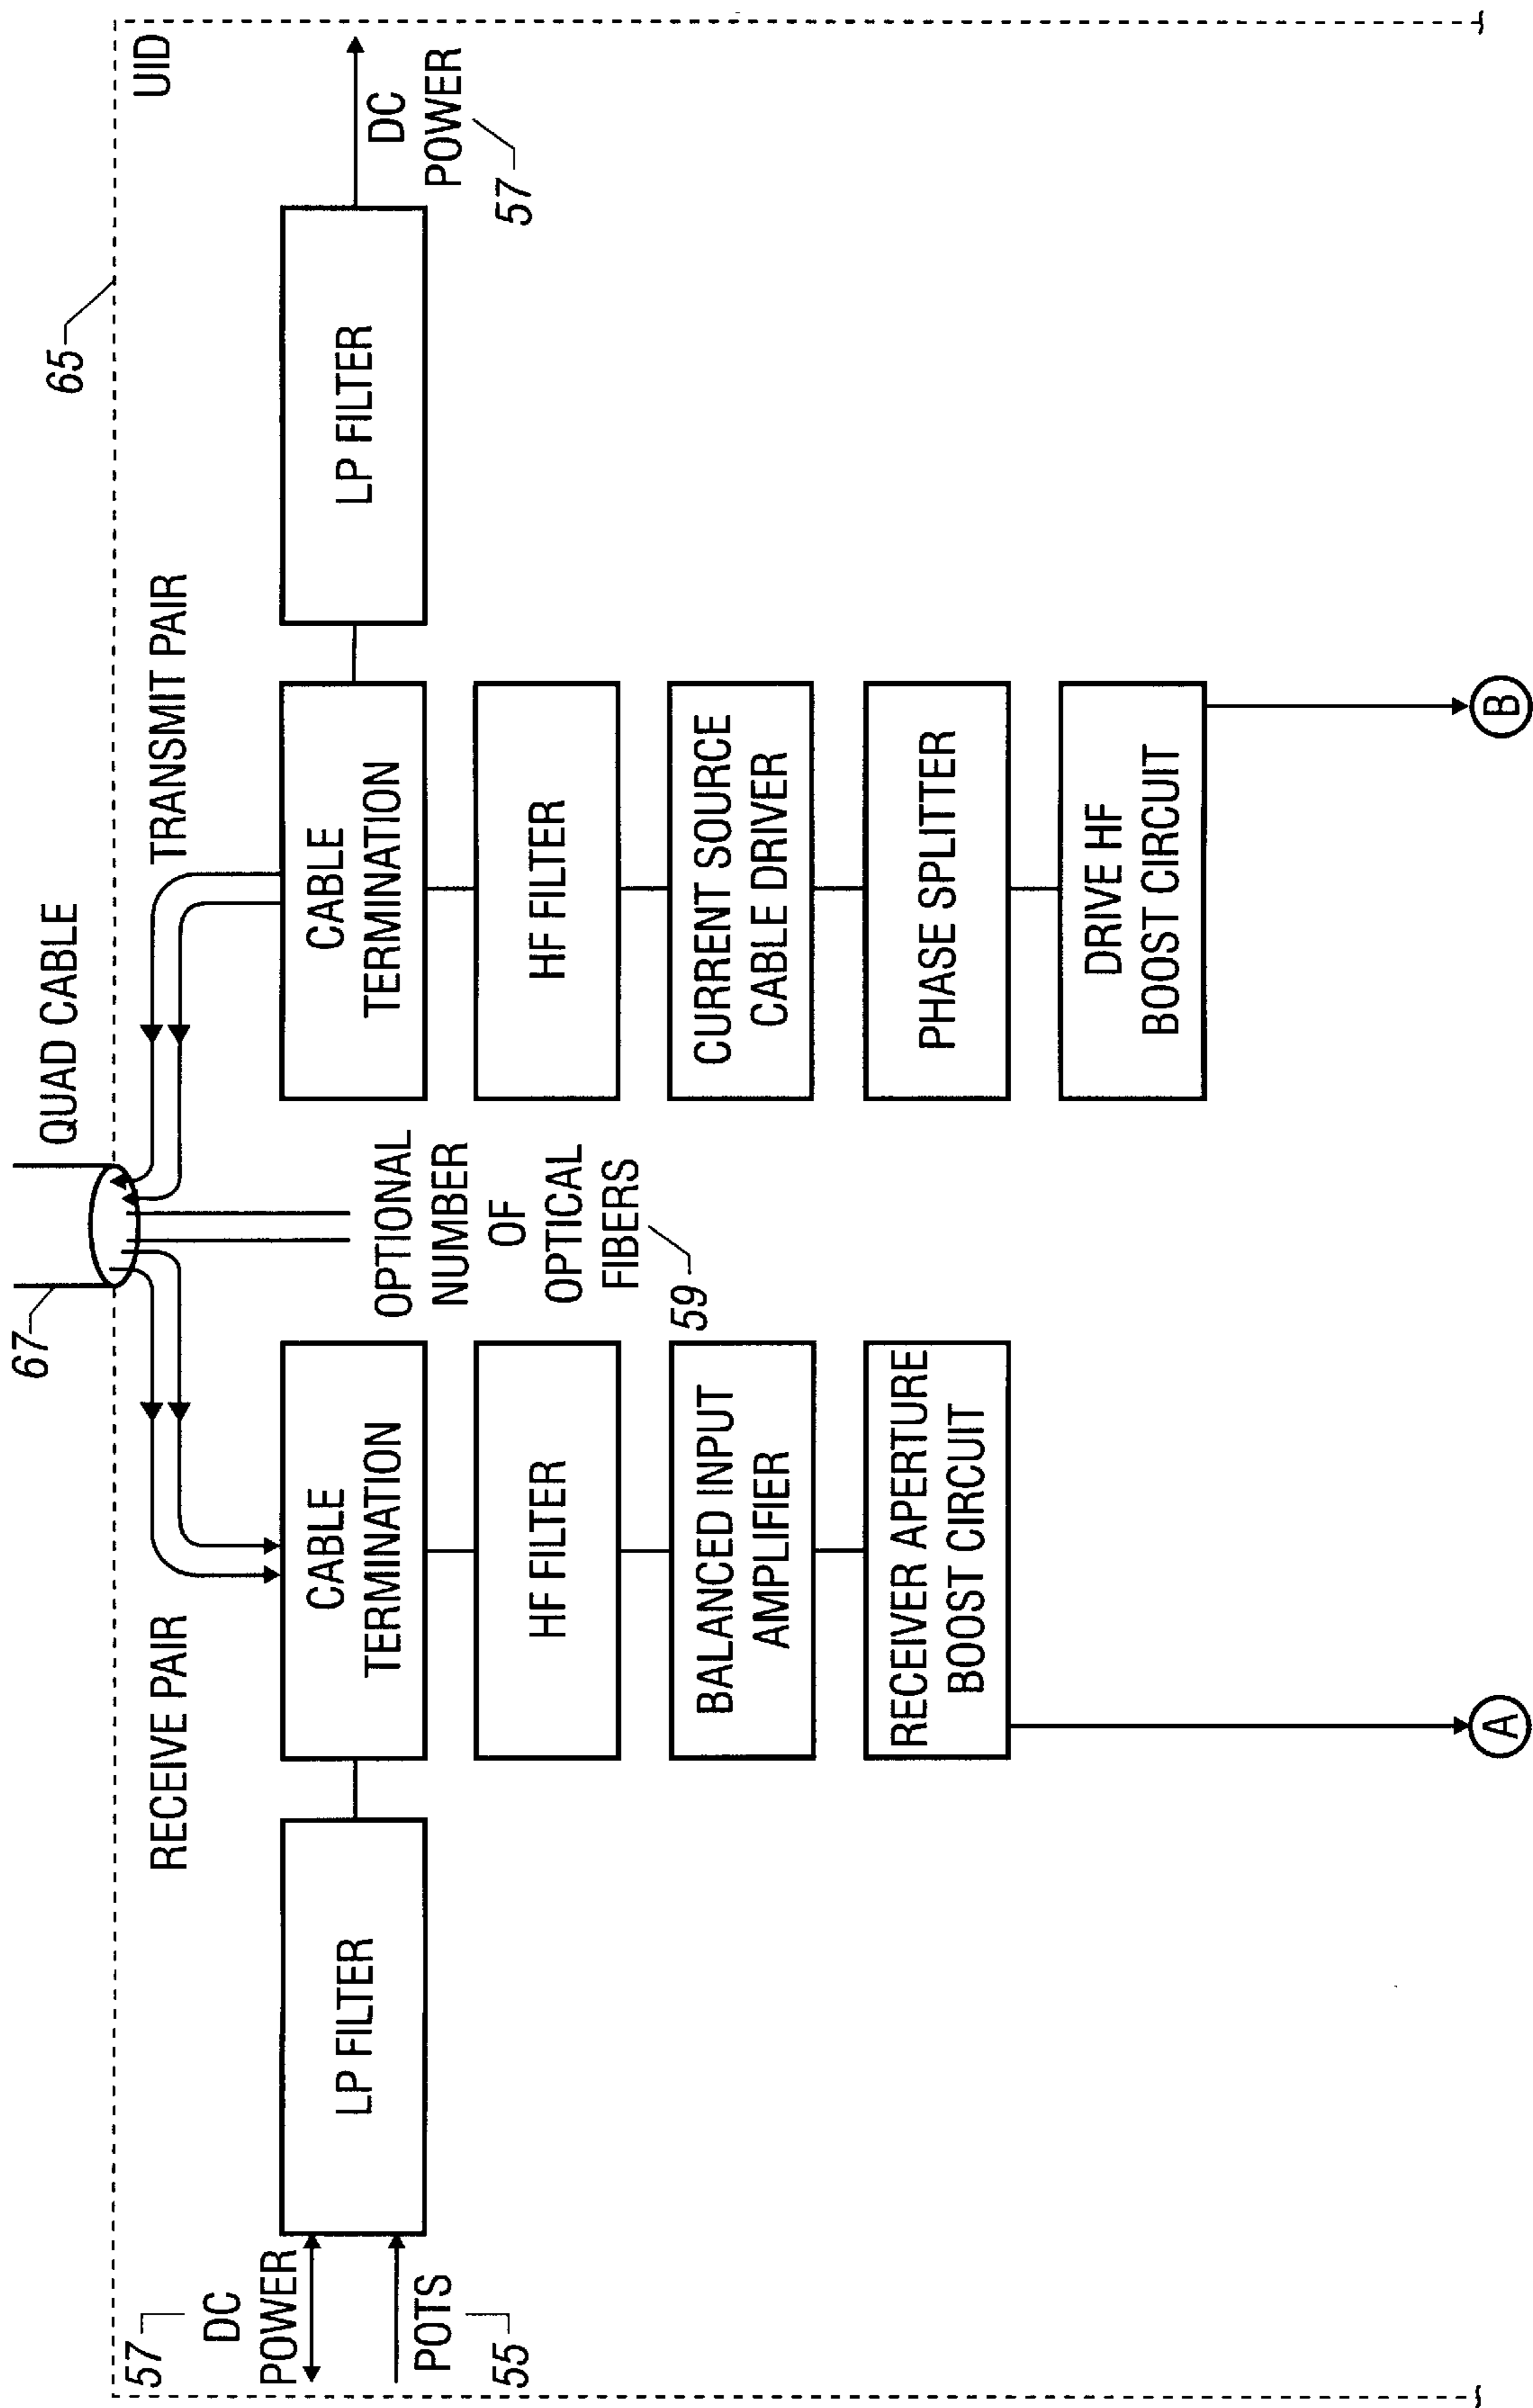 67
QUAD CABLE
65
UID
RECEIVE PAIR
TRANSMIT PAIR
57
DC
POWER
POTS
55
LP FILTER
CABLE
TERMINATION
HF FILTER
BALANCED INPUT
AMPLIFIER
RECEIVER APERTURE
BOOST CIRCUIT
A
OPTIONAL
NUMBER
OF
OPTICAL
FIBERS
59
CABLE
TERMINATION
HF FILTER
CURRENT SOURCE
CABLE DRIVER
PHASE SPLITTER
DRIVE HF
BOOST CIRCUIT
B
LP FILTER
DC
POWER
57